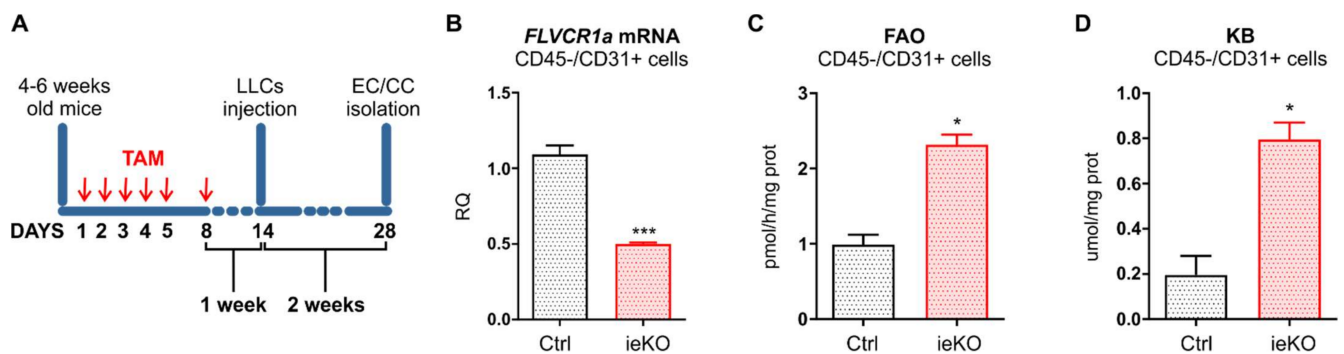 A
4-6 weeks
old mice
LLCs
injection
EC/CC
isolation
TAM
DAYS 1 2 3 4 5 8 14 28
1 week
2 weeks
B
FLVCR1a mRNA
CD45-/CD31+ cells
RQ
1.5
1.0
0.5
0.0
***
Ctrl ieKO
C
FAO
CD45-/CD31+ cells
pmol/h/mg prot
3
2
1
0
*
Ctrl ieKO
D
KB
CD45-/CD31+ cells
umol/mg prot
1.0
0.8
0.6
0.4
0.2
0.0
*
Ctrl ieKO